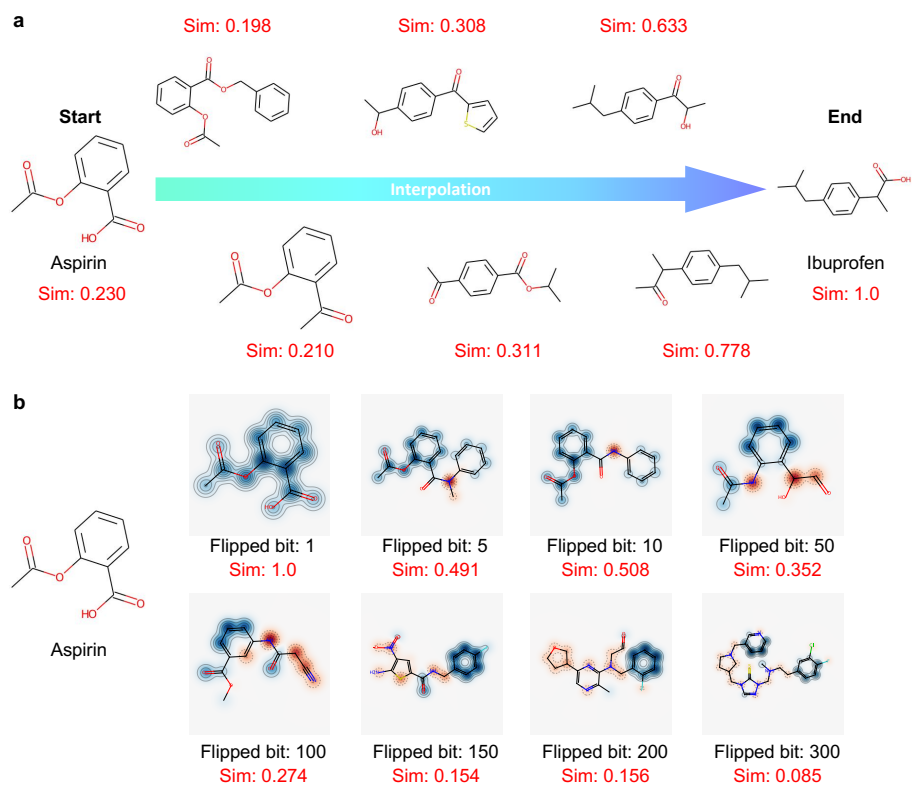 a
Sim: 0.198 Sim: 0.308 Sim: 0.633
Start End
Interpolation
Aspirin Ibuprofen
Sim: 0.230 Sim: 1.0
Sim: 0.210 Sim: 0.311 Sim: 0.778
b
Flipped bit: 1 Flipped bit: 5 Flipped bit: 10 Flipped bit: 50
Sim: 1.0 Sim: 0.491 Sim: 0.508 Sim: 0.352
Aspirin
Flipped bit: 100 Flipped bit: 150 Flipped bit: 200 Flipped bit: 300
Sim: 0.274 Sim: 0.154 Sim: 0.156 Sim: 0.085